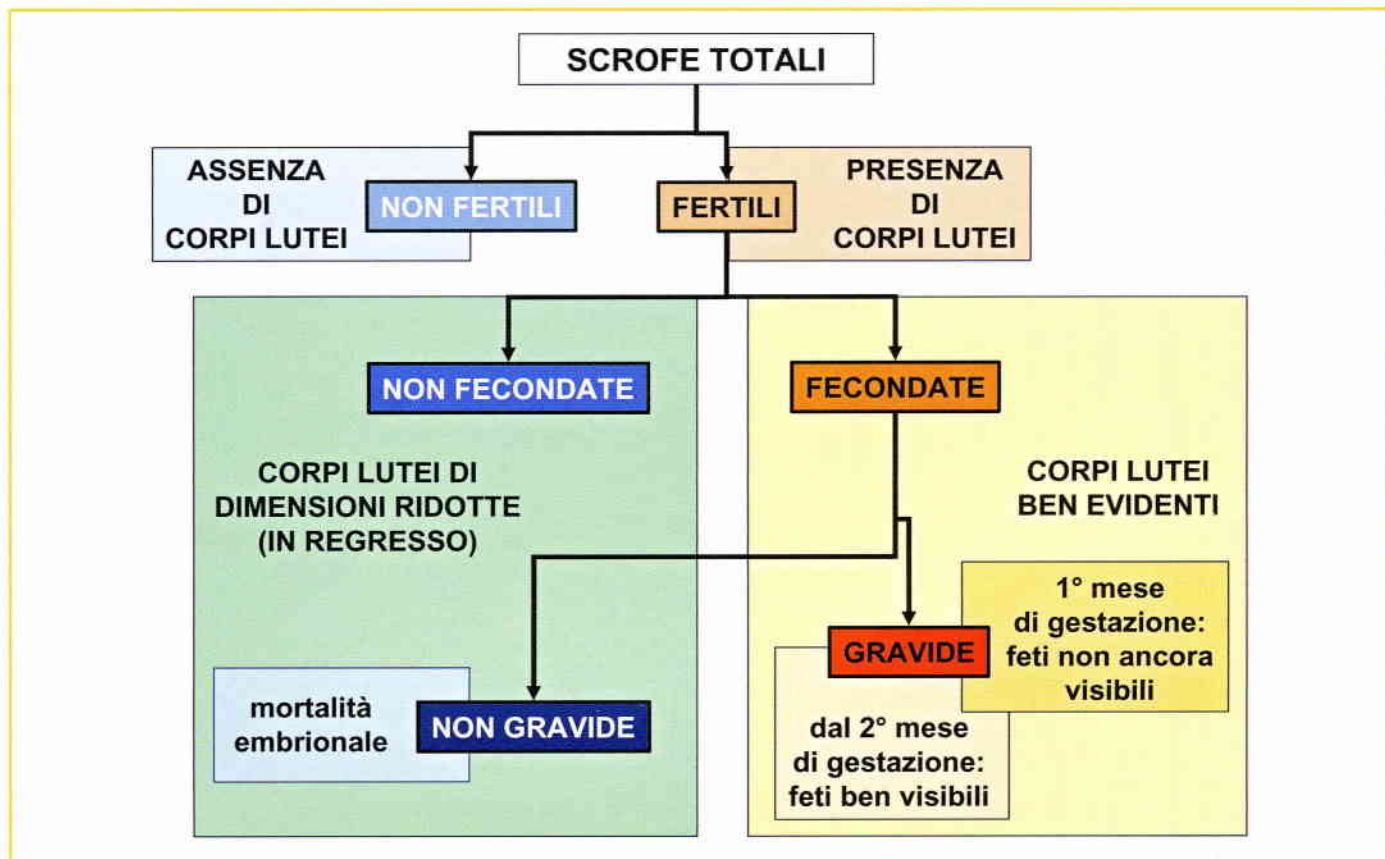 SCROFE TOTALI
ASSENZA
DI
CORPI LUTEI
NON FERTILI
FERTILI
PRESENZA
DI
CORPI LUTEI
NON FECONDATE
FECONDATE
CORPI LUTEI DI
DIMENSIONI RIDOTTE
(IN REGRESSO)
CORPI LUTEI
BEN EVIDENTI
1° mese
di gestazione:
feti non ancora
visibili
GRAVIDE
mortalità
embrionale
NON GRAVIDE
dal 2° mese
di gestazione:
feti ben visibili